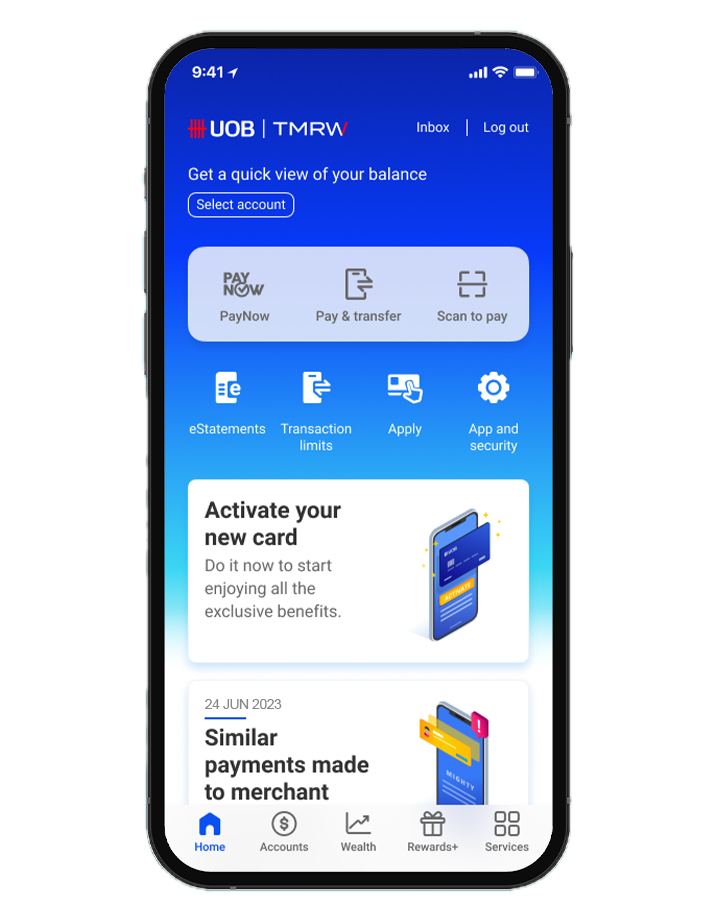 9:41
UOB | TMRW
Inbox | Log out
Get a quick view of your balance
Select account
PAY NOW
PayNow Pay & transfer Scan to pay
eStatements Transaction limits Apply App and security
Activate your
new card
Do it now to start
enjoying all the
exclusive benefits.
UOB
ACTIVATE
24 JUN 2023
Similar
payments made
to merchant
MIGHTY
Home Accounts Wealth Rewards+ Services